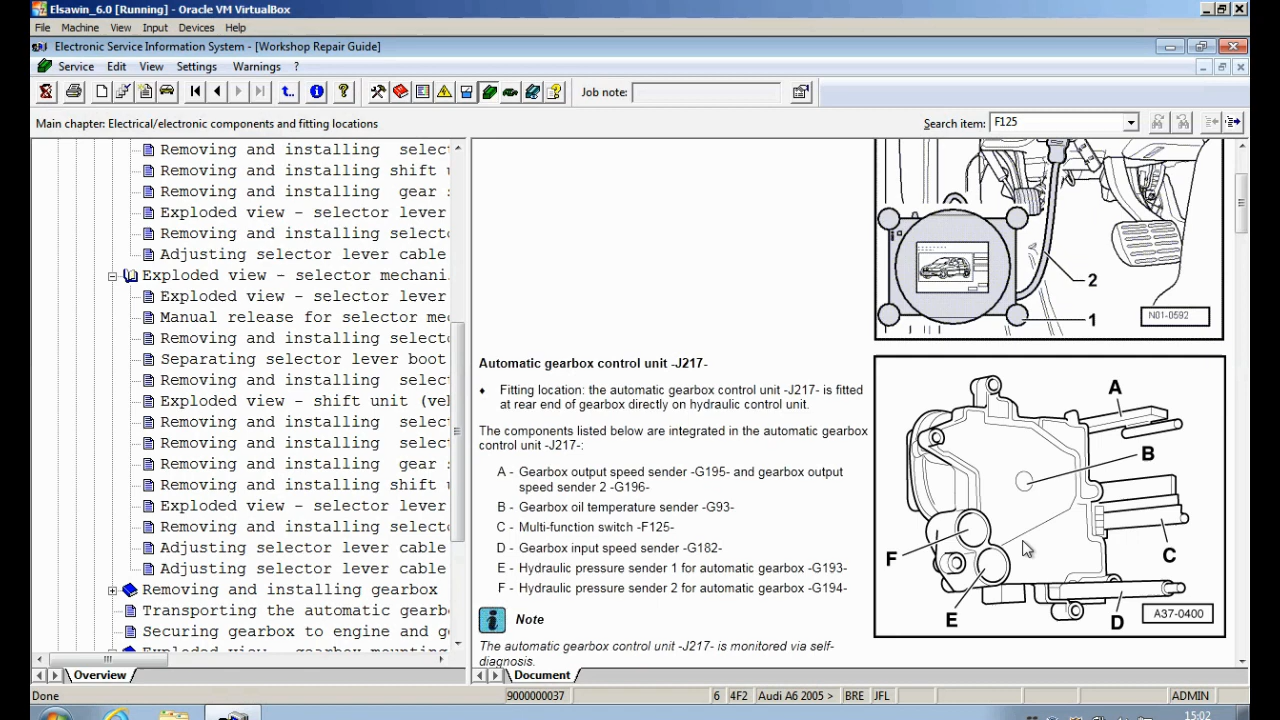 Elsawin_6.0 [Running] - Oracle VM VirtualBox
File Machine View Input Devices Help
Electronic Service Information System - [Workshop Repair Guide]
Service Edit View Settings Warnings ?
Job note:
Main chapter: Electrical/electronic components and fitting locations
Search item: F125
Removing and installing selec
Removing and installing shift
Removing and installing gear
Exploded view - selector lever
Removing and installing selecto
Adjusting selector lever cable
Exploded view - selector mechani
Exploded view - selector lever
Manual release for selector me
Removing and installing selecto
Separating selector lever boot
Removing and installing selec
Exploded view - shift unit (veh
Removing and installing selec
Removing and installing selec
Removing and installing gear s
Removing and installing shift u
Exploded view - selector lever
Removing and installing selecto
Adjusting selector lever cable
Adjusting selector lever cable
Removing and installing gearbox
Transporting the automatic gearb
Securing gearbox to engine and g
Exploded view - gearbox mounting
Overview
2
1
N01-0592
Automatic gearbox control unit -J217-
♦ Fitting location: the automatic gearbox control unit -J217- is fitted
at rear end of gearbox directly on hydraulic control unit.
The components listed below are integrated in the automatic gearbox
control unit -J217-:
A - Gearbox output speed sender -G195- and gearbox output
speed sender 2 -G196-
B - Gearbox oil temperature sender -G93-
C - Multi-function switch -F125-
D - Gearbox input speed sender -G182-
E - Hydraulic pressure sender 1 for automatic gearbox -G193-
F - Hydraulic pressure sender 2 for automatic gearbox -G194-
Note
The automatic gearbox control unit -J217- is monitored via self-
diagnosis.
A
B
C
F
E
D
A37-0400
Document
Done 9000000037 6 4F2 Audi A6 2005 > BRE JFL ADMIN
15:02